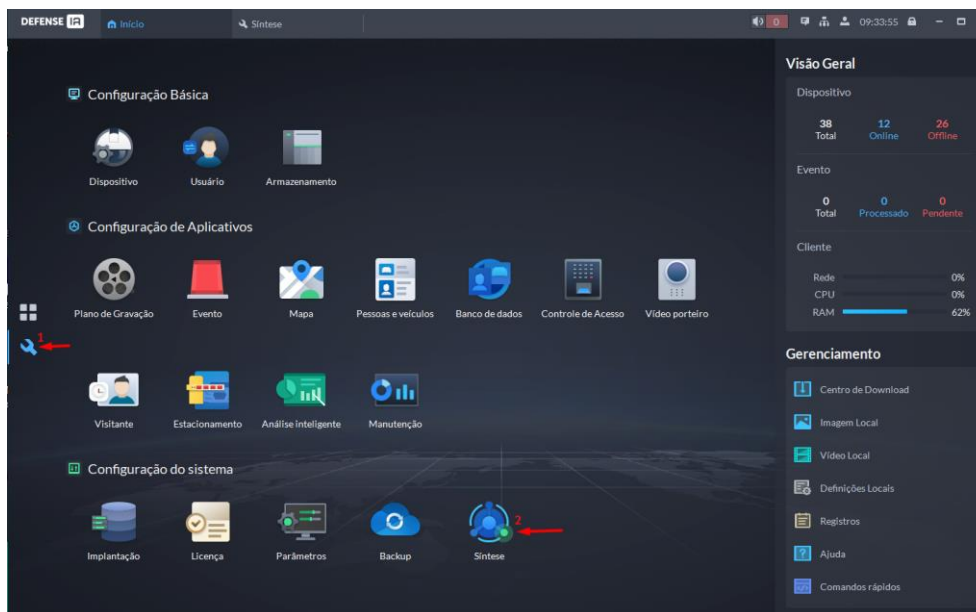 DEFENSE IA Início Síntese 0 09:33:55
Visão Geral
Configuração Básica
Dispositivo
38 12 26
Total Online Offline
Dispositivo Usuário Armazenamento
Evento
0 0 0
Total Processado Pendente
Configuração de Aplicativos
Cliente
Rede 0%
CPU 0%
RAM 62%
Plano de Gravação Evento Mapa Pessoas e veículos Banco de dados Controle de Acesso Vídeo porteiro
1
Gerenciamento
Centro de Download
Imagem Local
Visitante Estacionamento Análise inteligente Manutenção
Vídeo Local
Configuração do sistema
Definições Locais
2
Registros
Implantação Licença Parâmetros Backup Síntese
Ajuda
Comandos rápidos